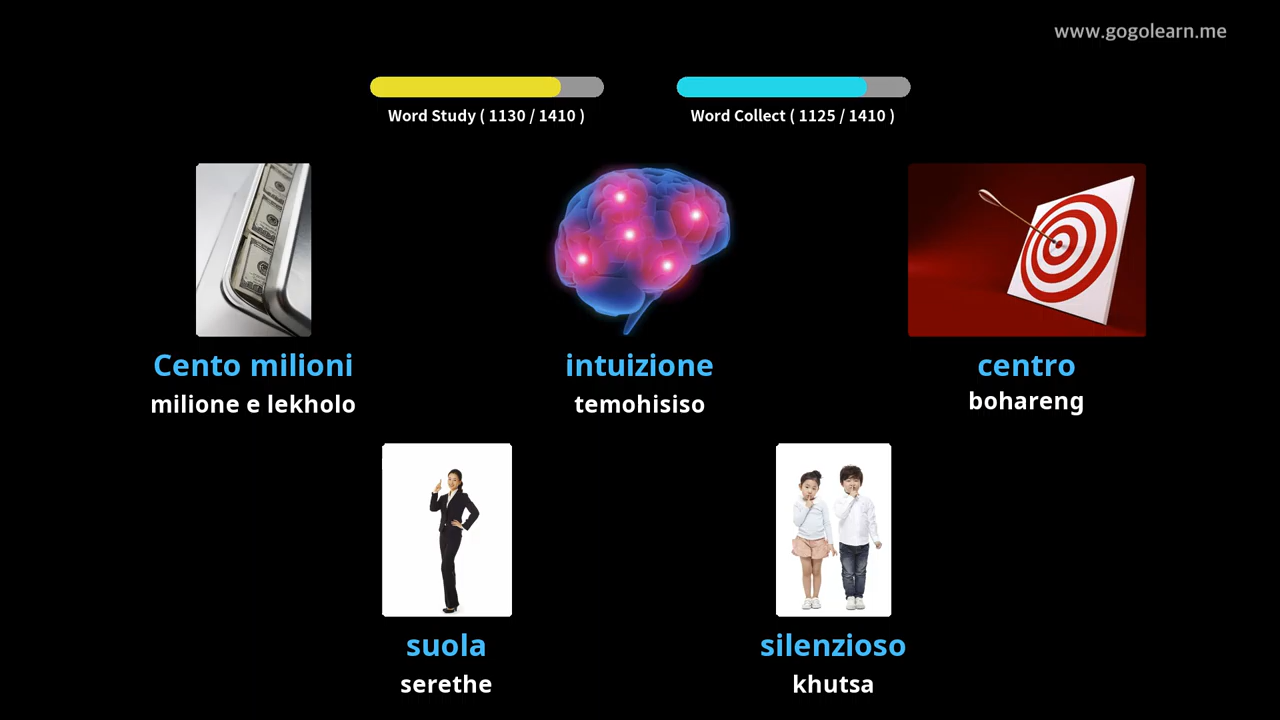 www.gogolearn.me
Word Study ( 1130 / 1410 )
Word Collect ( 1125 / 1410 )
Cento milioni
milione e lekholo
intuizione
temohisiso
centro
bohareng
suola
serethe
silenzioso
khutsa